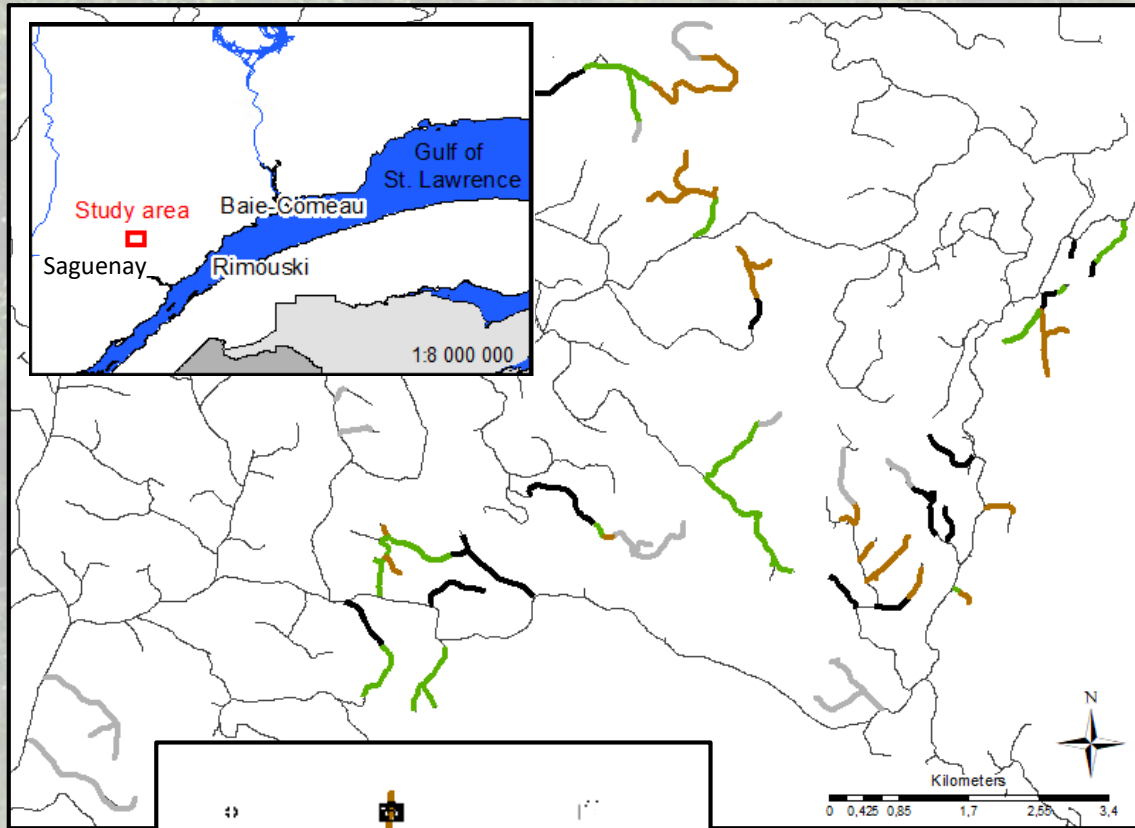 Gulf of
St. Lawrence
Baie-Comeau
Study area
Saguenay
Rimouski
1:8 000 000
N
Kilometers
0 0,425 0,85 1,7 2,55 3,4